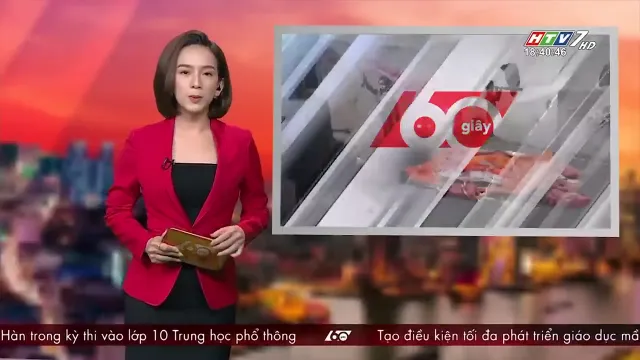 HTV7 HD
18:40:46
60 giây
Hàn trong kỳ thi vào lớp 10 Trung học phổ thông 60 Tạo điều kiện tối đa phát triển giáo dục mầ